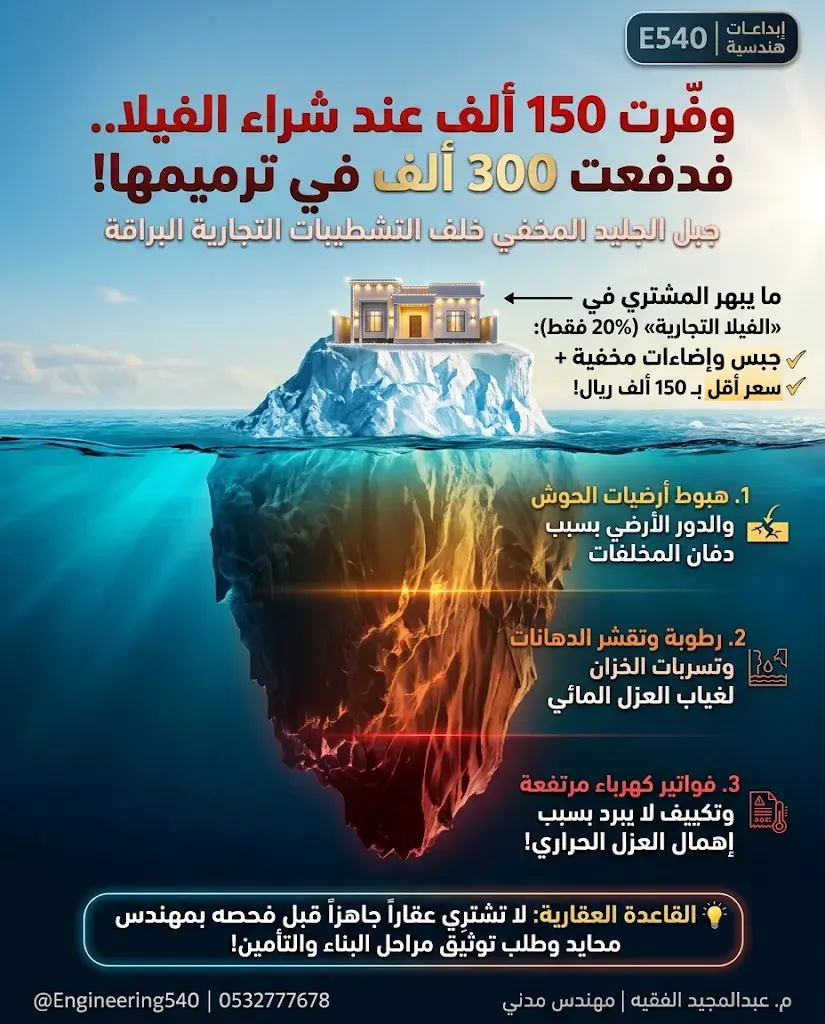 إبداعات
هندسية
E540
وفّرت 150 ألف عند شراء الفيلا..
فدفعت 300 ألف في ترميمها!
جبل الجليد المخفي خلف التشطيبات التجارية البراقة
ما يبهر المشتري في
«الفيلا التجارية» (20% فقط):
جبس وإضاءات مخفية +
سعر أقل بـ 150 ألف ريال!
1. هبوط أرضيات الحوش
والدور الأرضي بسبب
دفان المخلفات
2. رطوبة وتقشر الدهانات
وتسربات الخزان
لغياب العزل المائي
3. فواتير كهرباء مرتفعة
وتكييف لا يبرد بسبب
إهمال العزل الحراري!
القاعدة العقارية: لا تشتري عقاراً جاهزاً قبل فحصه بمهندس
محايد وطلب توثيق مراحل البناء والتأمين!
م. عبدالمجيد الفقيه | مهندس مدني
@Engineering540 | 0532777678